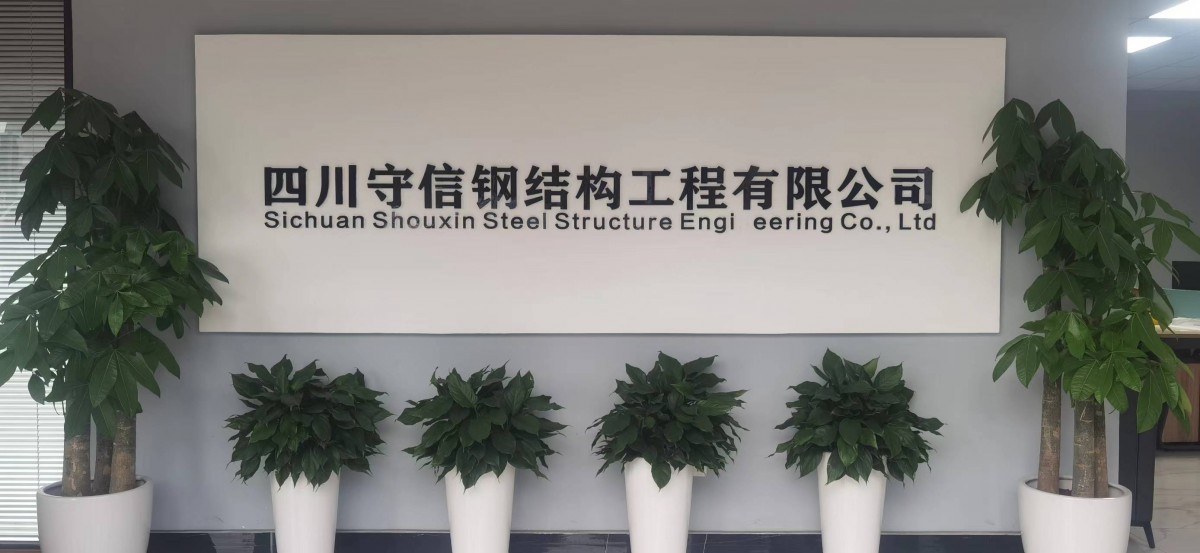 四川守信钢结构工程有限公司
Sichuan Shouxin Steel Structure Engi eering Co., Ltd